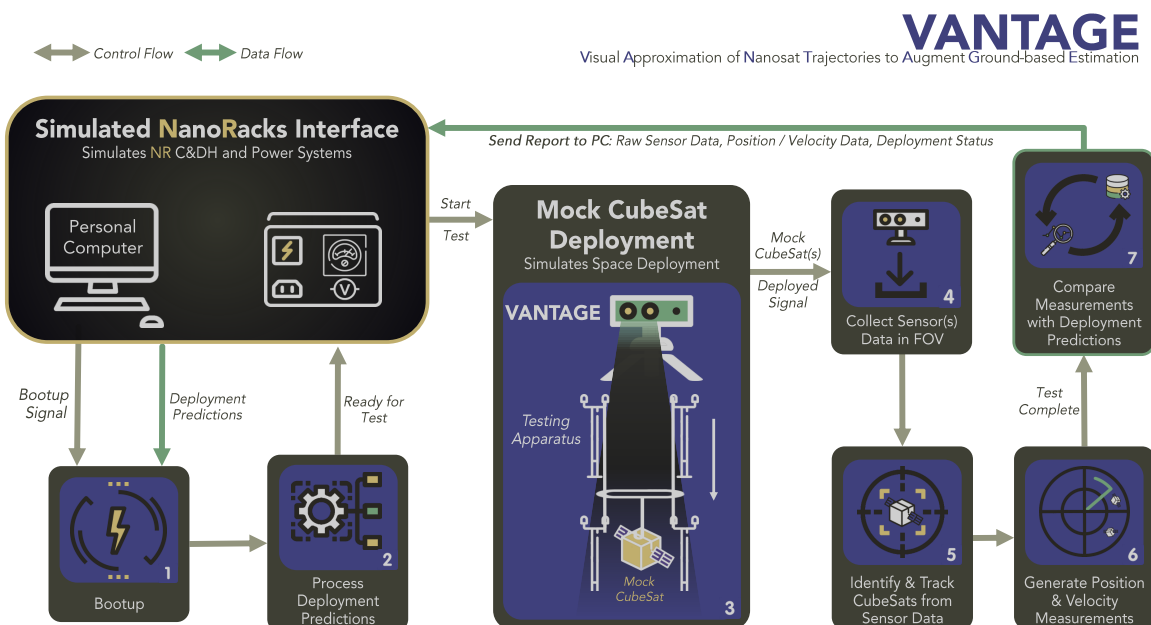 VANTAGE
Visual Approximation of Nanosat Trajectories to Augment Ground-based Estimation
Control Flow
Data Flow
Simulated NanoRacks Interface
Simulates NR C&DH and Power Systems
Personal
Computer
V
Send Report to PC: Raw Sensor Data, Position / Velocity Data, Deployment Status
Start
Test
Bootup
Signal
Deployment
Predictions
Ready for
Test
1
Bootup
2
Process
Deployment
Predictions
Mock CubeSat
Deployment
Simulates Space Deployment
VANTAGE
Testing
Apparatus
Mock
CubeSat
3
Mock
CubeSat(s)
Deployed
Signal
4
Collect Sensor(s)
Data in FOV
5
Identify & Track
CubeSats from
Sensor Data
6
Generate Position
& Velocity
Measurements
Test
Complete
7
Compare
Measurements
with Deployment
Predictions